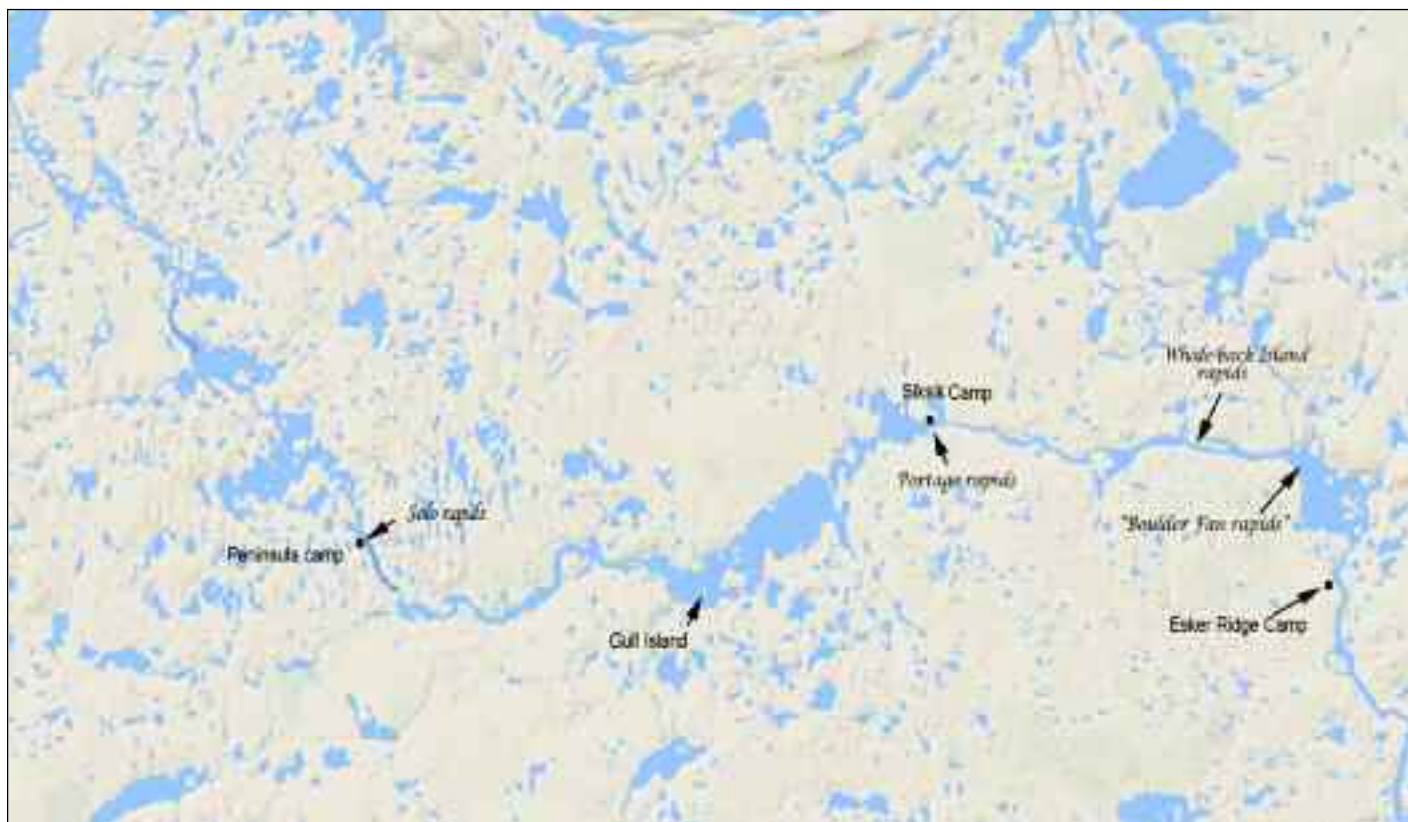 Whale-back Island
rapids
Siksik Camp
Portage rapids
Solo rapids
Peninsula camp
"Boulder Fan rapids"
Gull Island
Esker Ridge Camp